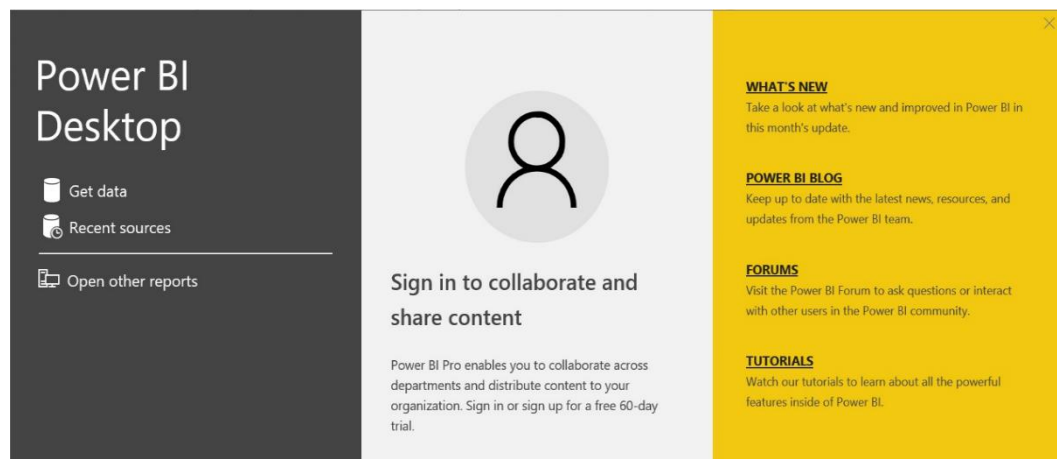 Power BI
Desktop
Get data
Recent sources
Open other reports
Sign in to collaborate and
share content
Power BI Pro enables you to collaborate across
departments and distribute content to your
organization. Sign in or sign up for a free 60-day
trial.
WHAT'S NEW
Take a look at what's new and improved in Power BI in
this month's update.
POWER BI BLOG
Keep up to date with the latest news, resources, and
updates from the Power BI team.
FORUMS
Visit the Power BI Forum to ask questions or interact
with other users in the Power BI community.
TUTORIALS
Watch our tutorials to learn about all the powerful
features inside of Power BI.